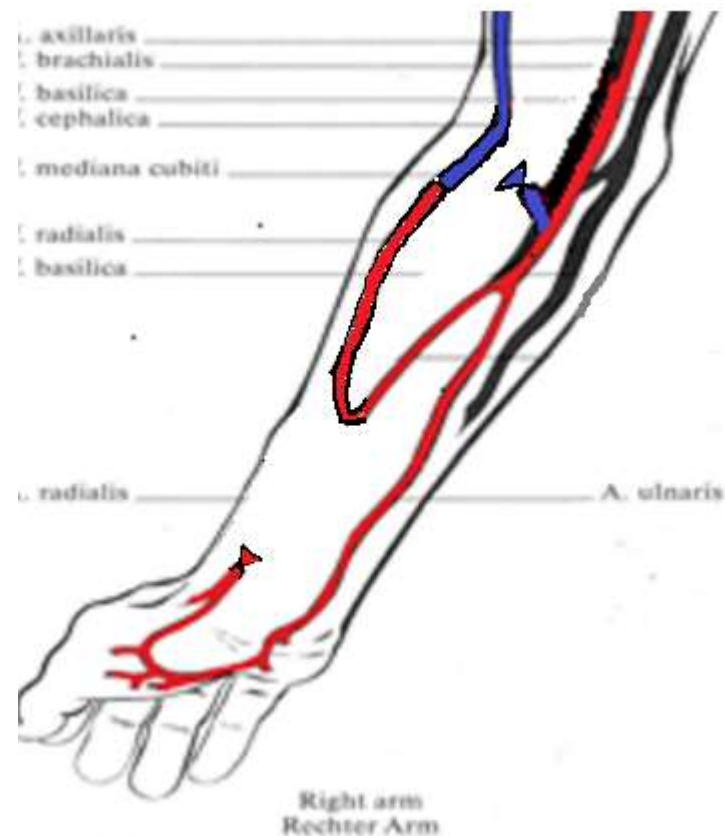 . axillaris
. brachialis
. basilica
. cephalica
. mediana cubiti
. radialis
. basilica
. radialis
A. ulnaris
Right arm
Rechter Arm